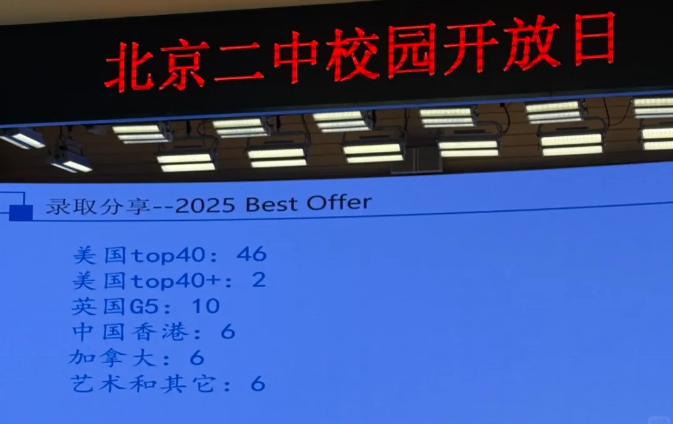 北京二中校园开放日
录取分享--2025 Best Offer
美国top40：46
美国top40+：2
英国G5：10
中国香港：6
加拿大：6
艺术和其它：6